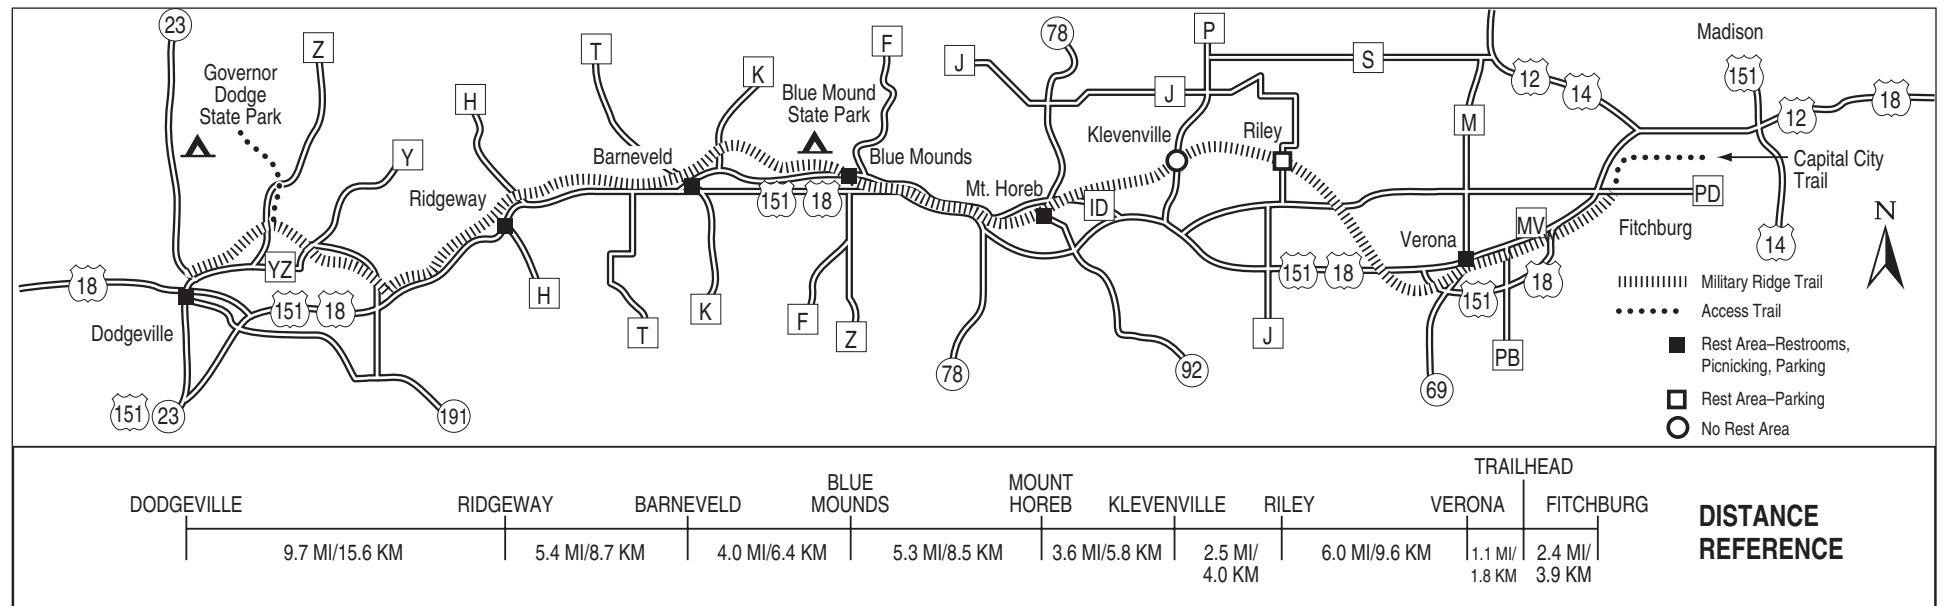 23
Z
Governor
Dodge
State Park
H
Y
T
K
F
Blue Mound
State Park
Barneveld
Blue Mounds
Ridgeway
151
18
J
78
P
S
J
Klevenville
Riley
M
Mt. Horeb
ID
12
14
Madison
151
12
18
Capital City
Trail
PD
MV
Verona
Fitchburg
14
N
18
YZ
151
18
Dodgeville
151
23
191
H
T
K
F
Z
78
92
151
18
J
69
151
18
PB
Military Ridge Trail
Access Trail
Rest Area–Restrooms,
Picnicking, Parking
Rest Area–Parking
No Rest Area
DODGEVILLE
RIDGEWAY
BARNEVELD
BLUE
MOUNDS
MOUNT
HOREB
KLEVENVILLE
RILEY
VERONA
TRAILHEAD
FITCHBURG
9.7 MI/15.6 KM
5.4 MI/8.7 KM
4.0 MI/6.4 KM
5.3 MI/8.5 KM
3.6 MI/5.8 KM
2.5 MI/
4.0 KM
6.0 MI/9.6 KM
1.1 MI/
1.8 KM
2.4 MI/
3.9 KM
DISTANCE
REFERENCE